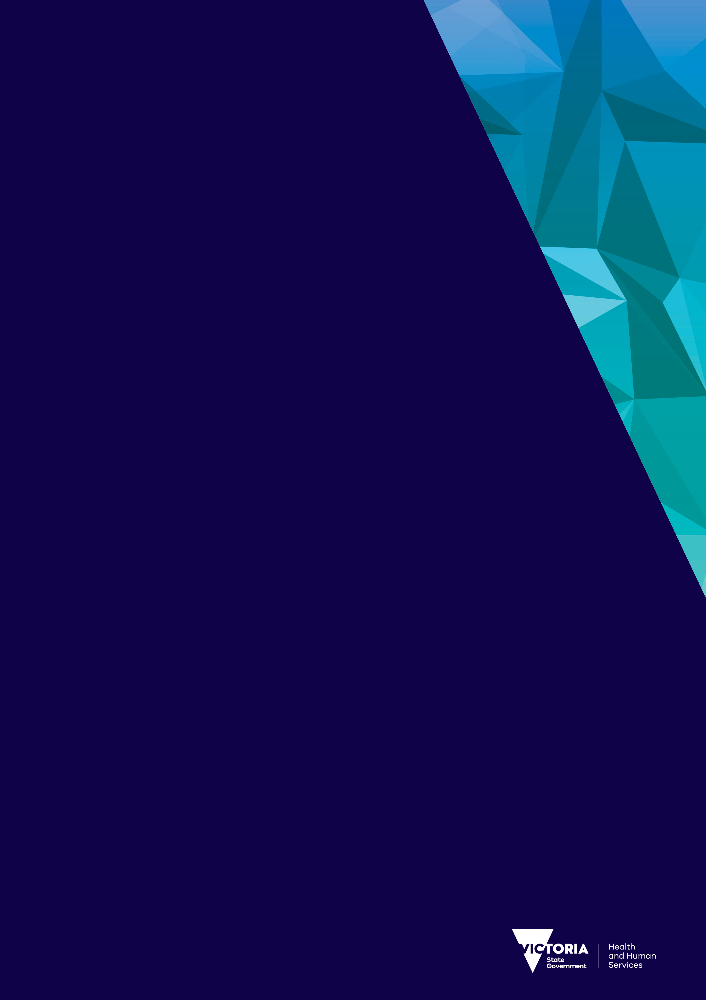 VICTORIA
State
Government
Health
and Human
Services